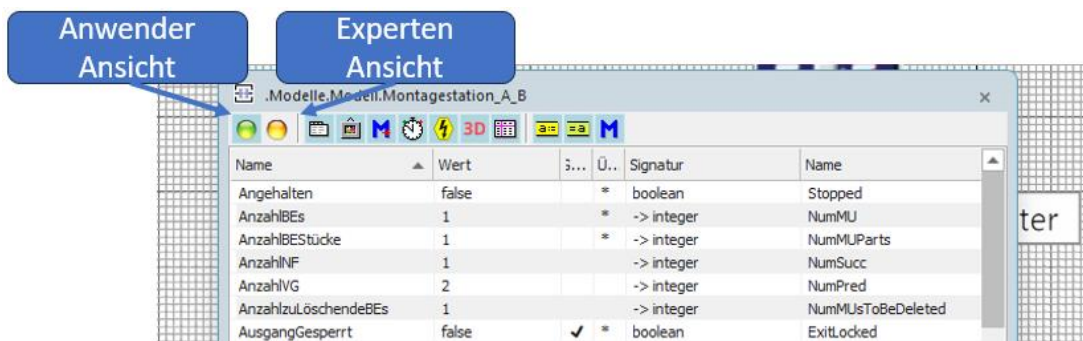 Anwender
Ansicht
Experten
Ansicht
.Modelle.Modell.Montagestation_A_B
3D a:= =a M
Name Wert S... Ü... Signatur Name
Angehalten false * boolean Stopped
AnzahlBEs 1 * -> integer NumMU
AnzahlBEStücke 1 * -> integer NumMUParts
AnzahlNF 1 -> integer NumSucc
AnzahlVG 2 -> integer NumPred
AnzahlzuLöschendeBEs 1 -> integer NumMUsToBeDeleted
AusgangGesperrt false ✓ * boolean ExitLocked
ter